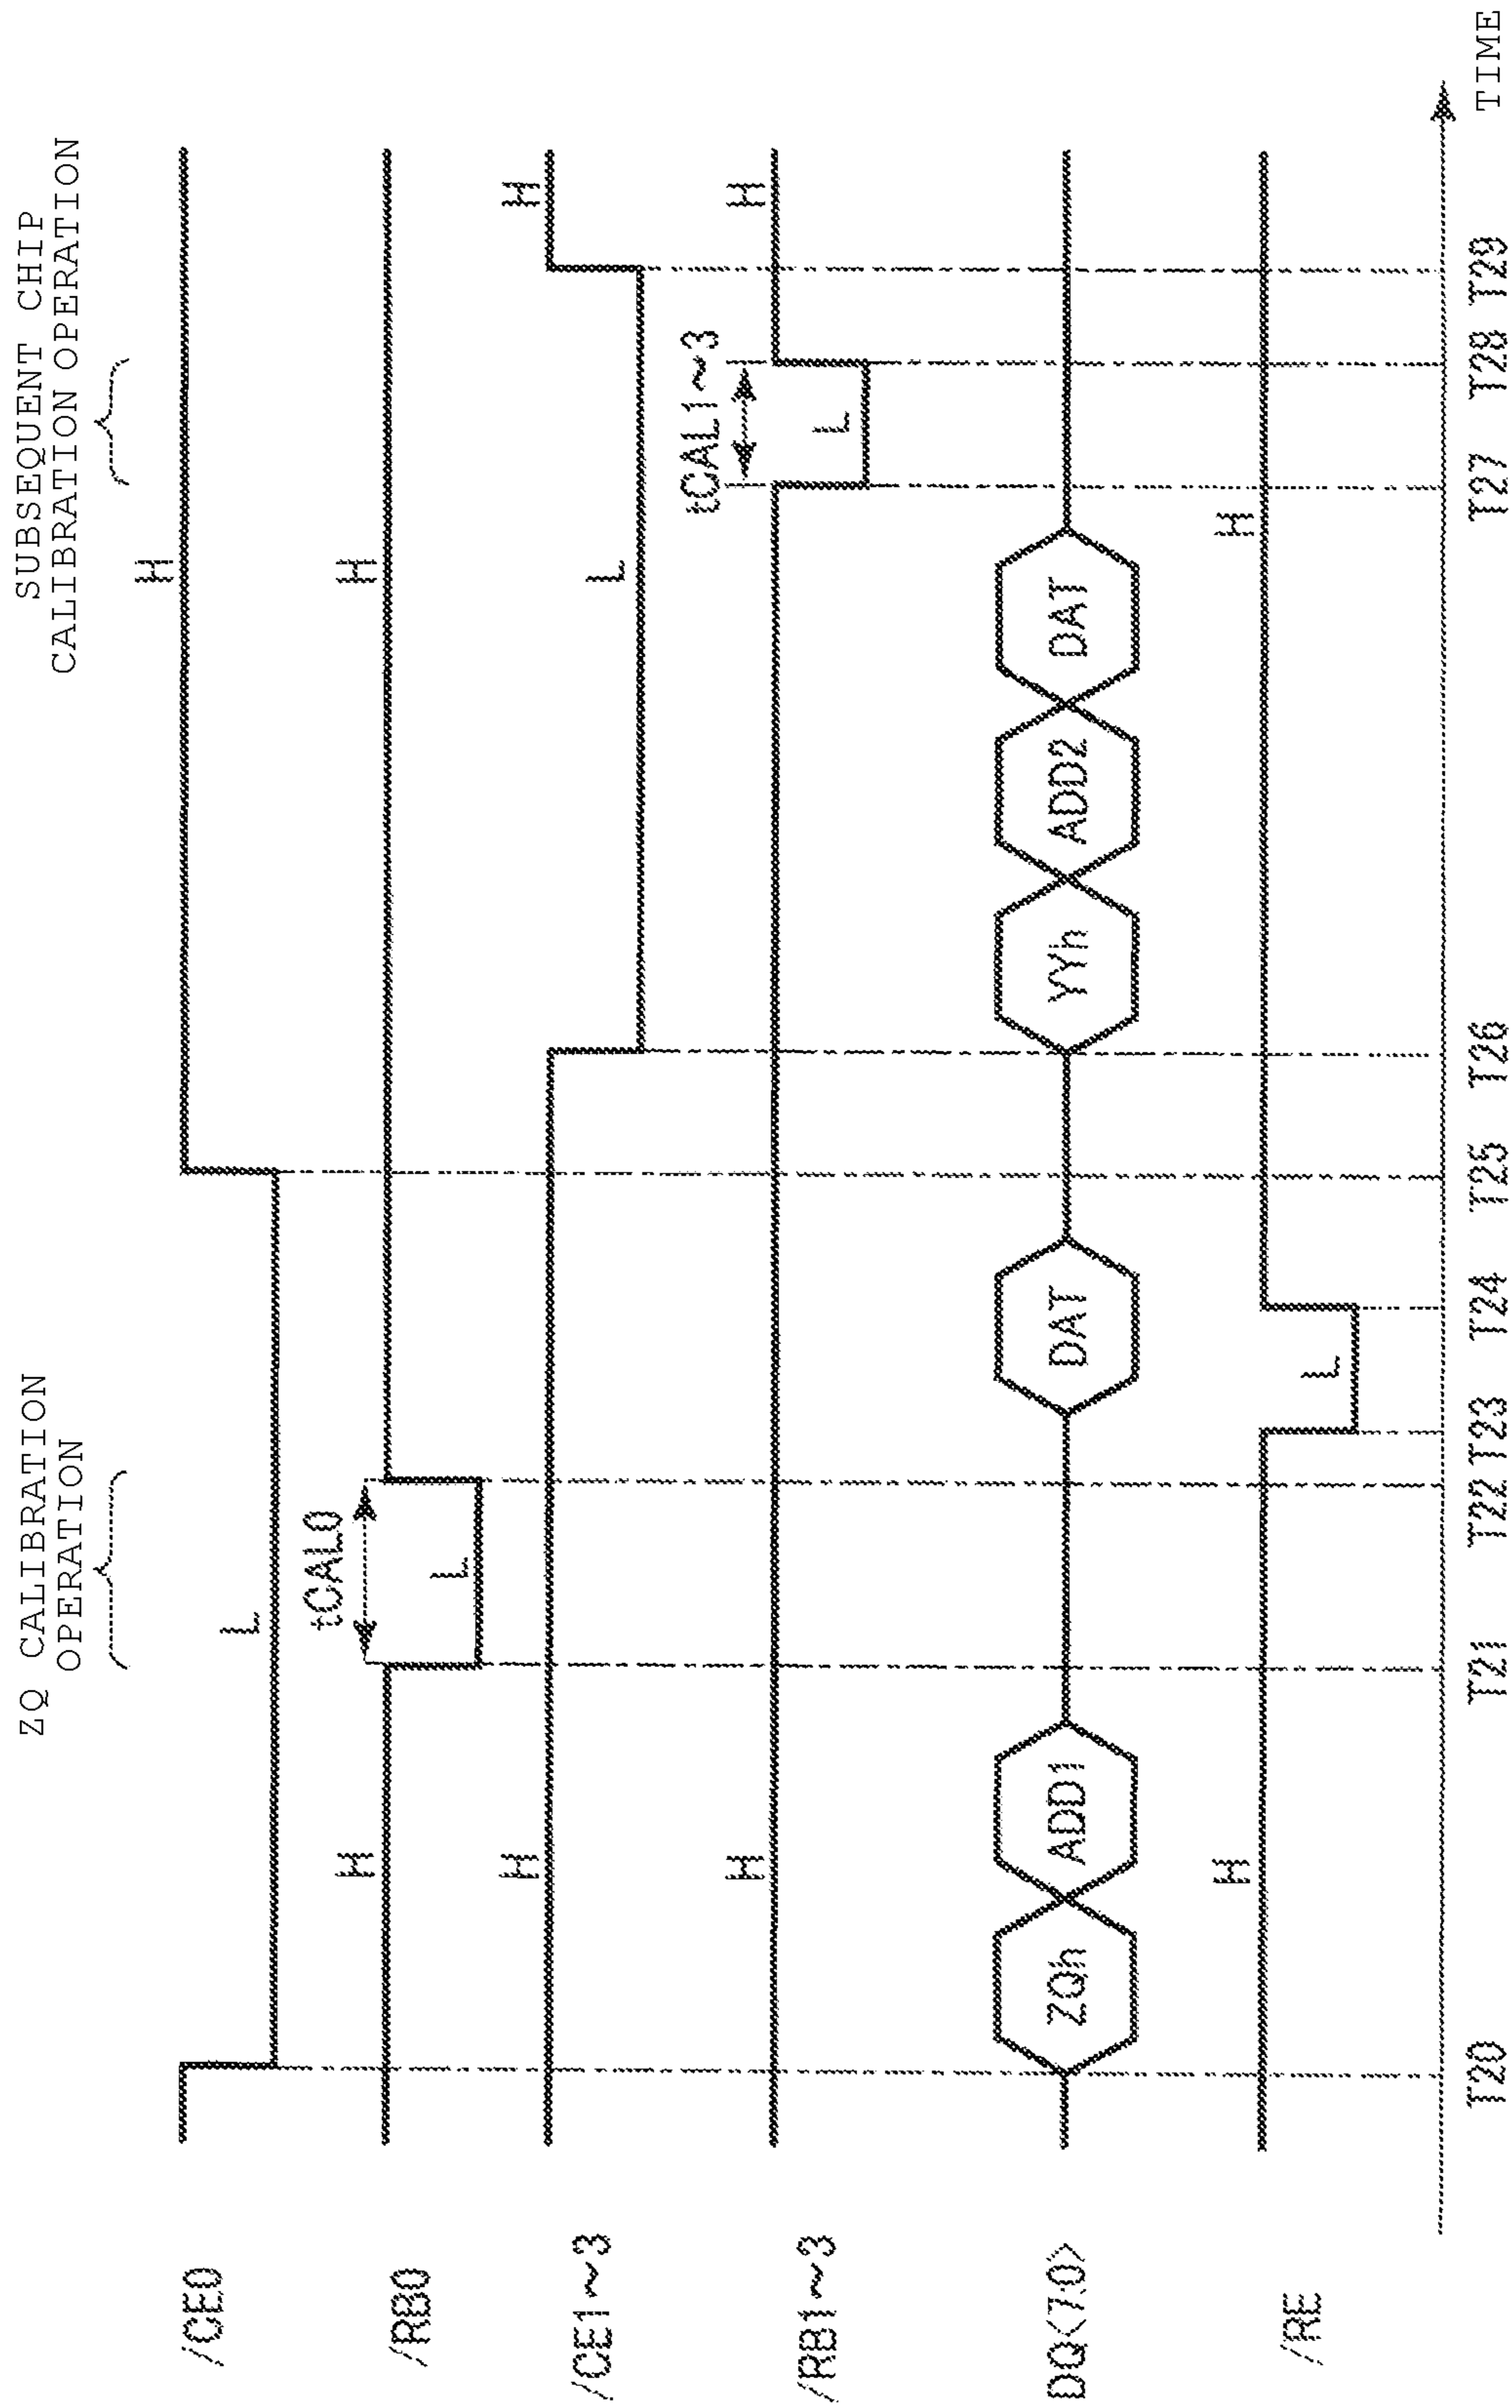 ZQ CALIBRATION
OPERATION
SUBSEQUENT CHIP
CALIBRATION OPERATION
/CE0
L
H
/RB0
H
tCAL0
L
H
/CE1~3
H
L
H
/RB1~3
H
tCAL1~3
L
H
DQ<7:0>
ZQh
ADD1
DAT
YYh
ADD2
DAT
/RE
H
L
H
T20
T21
T22
T23
T24
T25
T26
T27
T28
T29
TIME